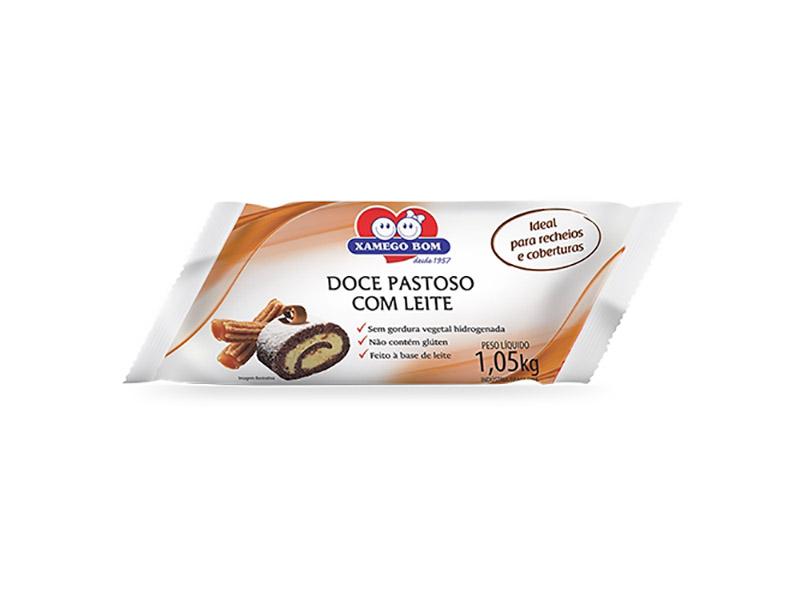 XAMEGO BOM
desde 1957
Ideal
para recheios
e coberturas
DOCE PASTOSO
COM LEITE
Sem gordura vegetal hidrogenada
Não contém glúten
Feito à base de leite
PESO LÍQUIDO
1,05kg
Imagem Ilustrativa